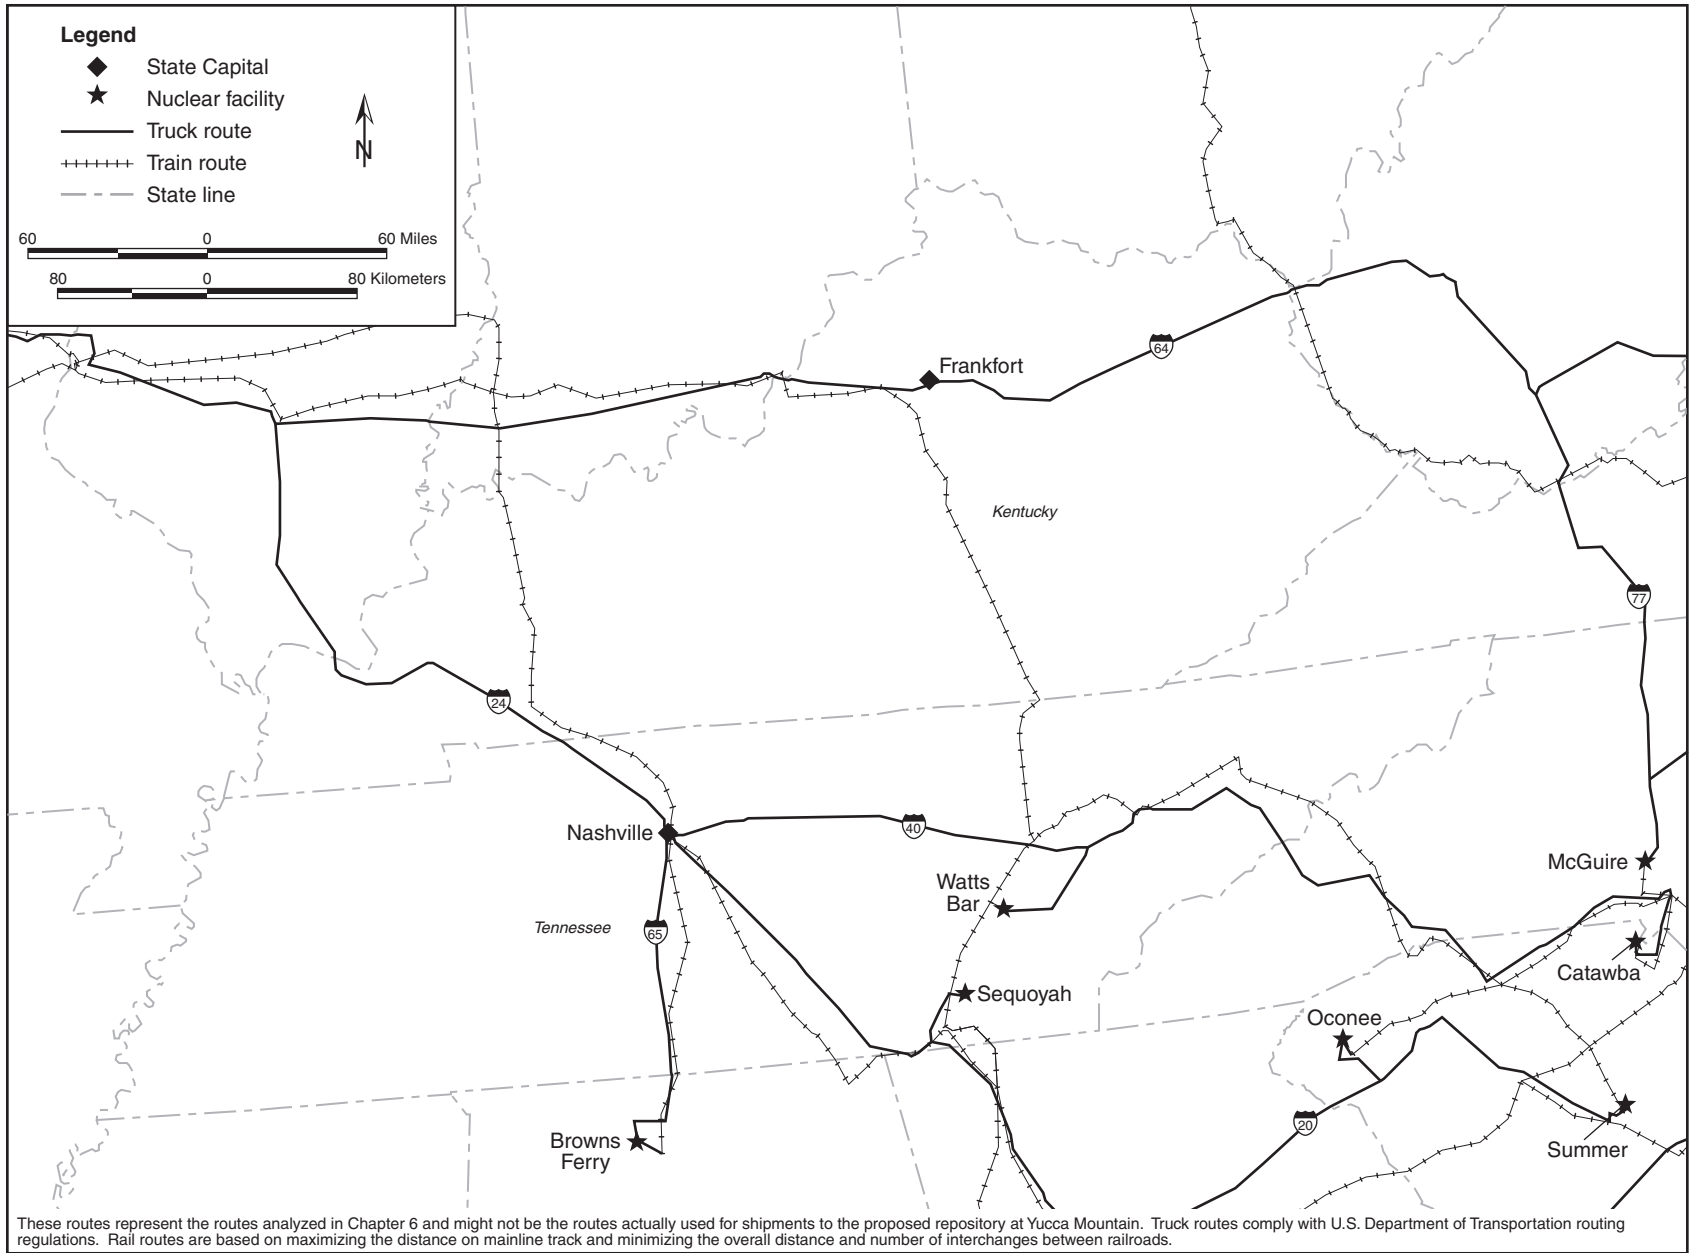 Legend
State Capital
Nuclear facility
Truck route
Train route
State line
N
60 0 60 Miles
80 0 80 Kilometers
64
Frankfort
Kentucky
77
24
Nashville
40
McGuire
Watts
Bar
Tennessee
65
Catawba
Sequoyah
Oconee
20
Browns
Ferry
Summer
These routes represent the routes analyzed in Chapter 6 and might not be the routes actually used for shipments to the proposed repository at Yucca Mountain. Truck routes comply with U.S. Department of Transportation routing
regulations. Rail routes are based on maximizing the distance on mainline track and minimizing the overall distance and number of interchanges between railroads.